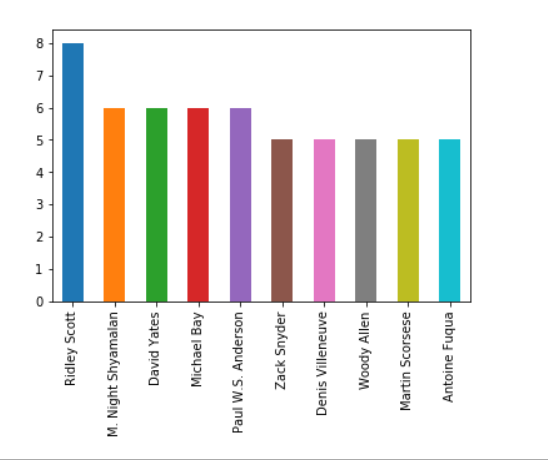 8
7
6
5
4
3
2
1
0
Ridley Scott
M. Night Shyamalan
David Yates
Michael Bay
Paul W.S. Anderson
Zack Snyder
Denis Villeneuve
Woody Allen
Martin Scorsese
Antoine Fuqua